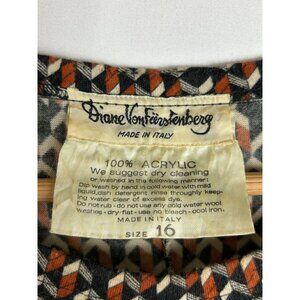 Diane Von Fürstenberg
MADE IN ITALY
100% ACRYLIC
We suggest dry cleaning
or washed in the following manner:
Dip wash by hand in cold water with mild
liquid,dish detergent, rinse through keep-
ing water clear of excess dye.
Do not rub - do not use any cold water wool
washes - dry-flat - use no bleach - cool iron.
MADE IN ITALY
SIZE 16